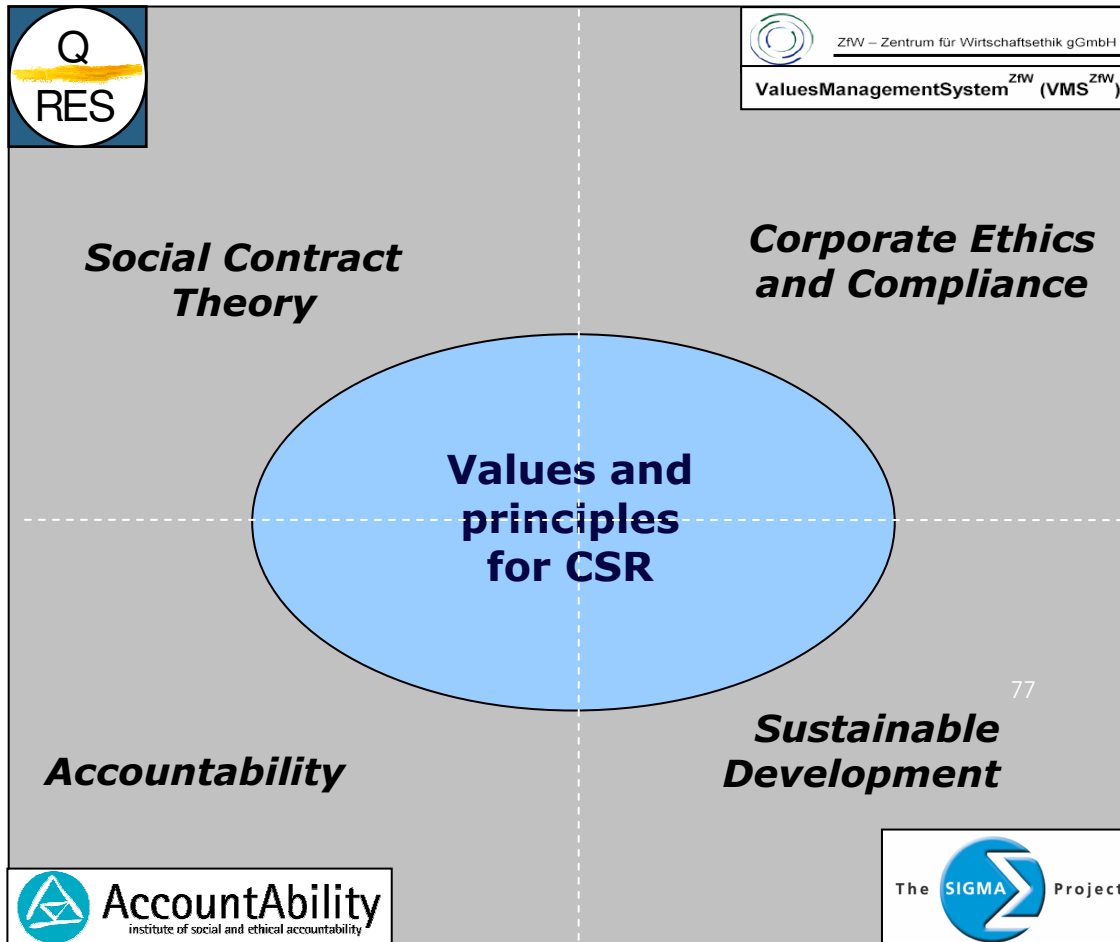 Q
RES
ZfW – Zentrum für Wirtschaftsethik gGmbH
ValuesManagementSystem ZfW (VMS ZfW)
Social Contract
Theory
Corporate Ethics
and Compliance
Values and
principles
for CSR
77
Accountability
Sustainable
Development
AccountAbility
institute of social and ethical accountability
The SIGMA Σ Project